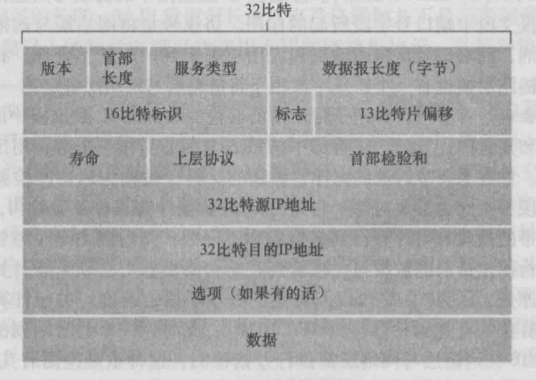 32比特
版本 首部长度 服务类型 数据报长度（字节）
16比特标识 标志 13比特片偏移
寿命 上层协议 首部检验和
32比特源IP地址
32比特目的IP地址
选项（如果有的话）
数据